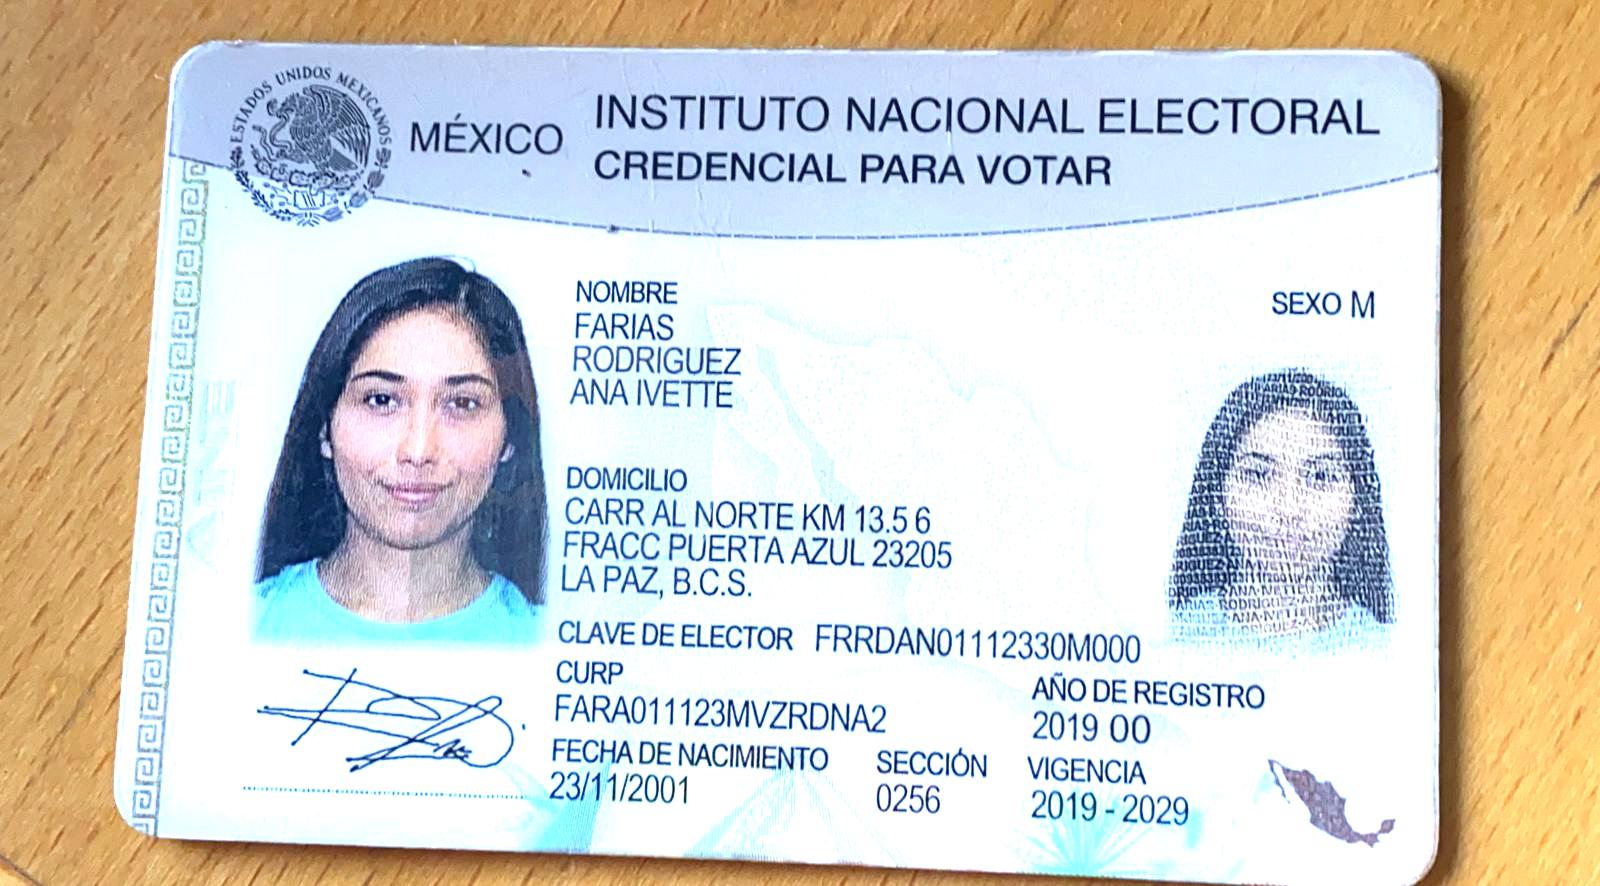 ESTADOS UNIDOS MEXICANOS
MÉXICO
INSTITUTO NACIONAL ELECTORAL
CREDENCIAL PARA VOTAR
NOMBRE
FARIAS
RODRIGUEZ
ANA IVETTE
SEXO M
DOMICILIO
CARR AL NORTE KM 13.5 6
FRACC PUERTA AZUL 23205
LA PAZ, B.C.S.
CLAVE DE ELECTOR FRRDAN01112330M000
CURP
FARA011123MVZRDNA2
AÑO DE REGISTRO
2019 00
FECHA DE NACIMIENTO
23/11/2001
SECCIÓN
0256
VIGENCIA
2019 - 2029